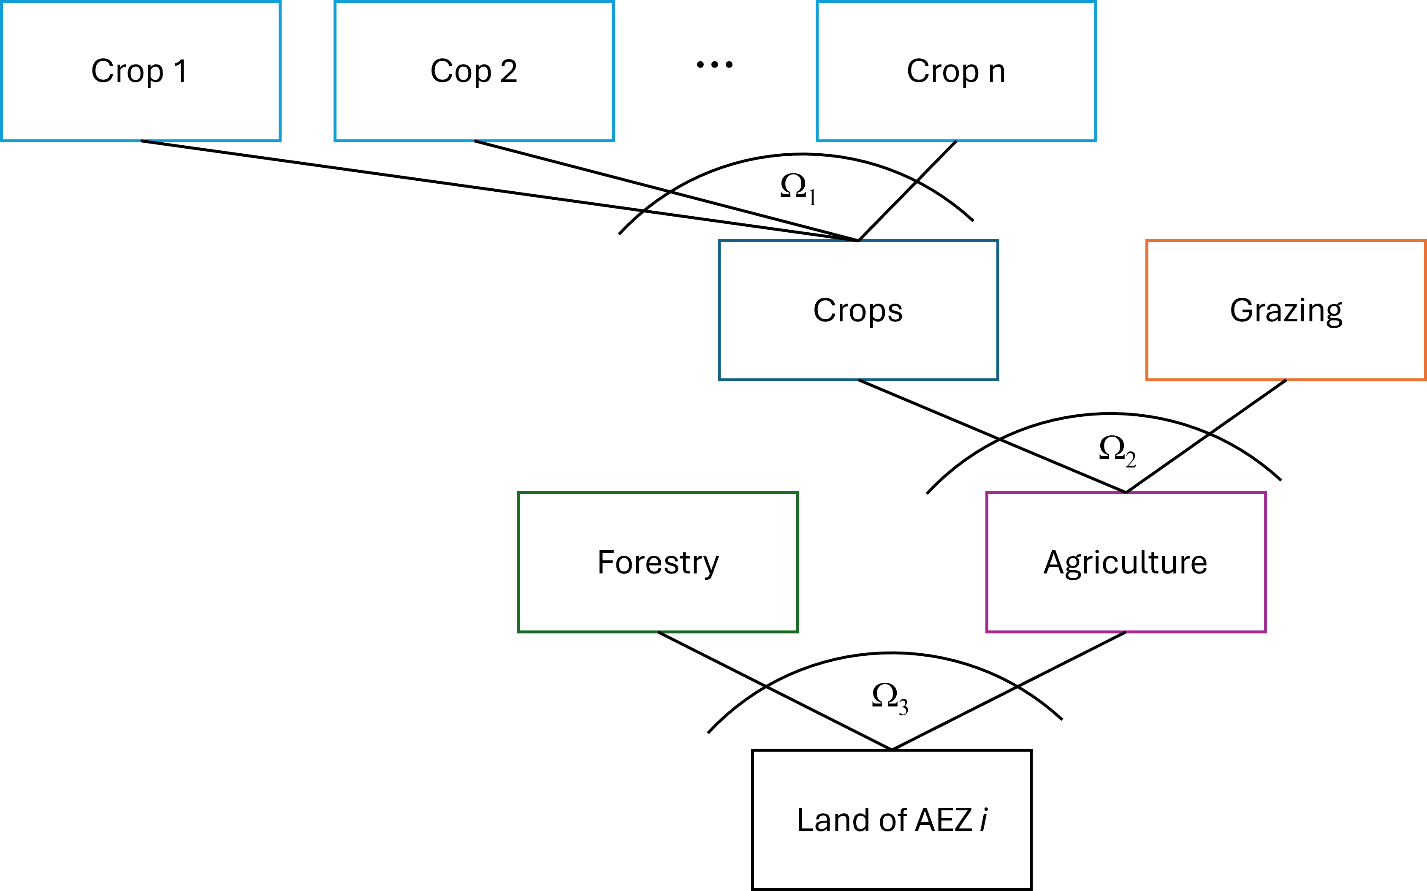 Crop 1
Cop 2
...
Crop n
Ω1
Crops
Grazing
Ω2
Forestry
Agriculture
Ω3
Land of AEZ i